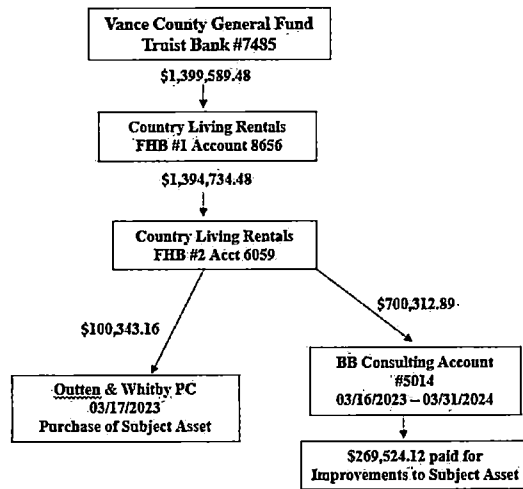 Vance County General Fund
Truist Bank #7485
$1,399,589.48
Country Living Rentals
FHB #1 Account 8656
$1,394,734.48
Country Living Rentals
FHB #2 Acct 6059
$700,312.89
$100,343.16
Outten & Whitby PC
03/17/2023
Purchase of Subject Asset
BB Consulting Account
#5014
03/16/2023 – 03/31/2024
$269,524.12 paid for
Improvements to Subject Asset